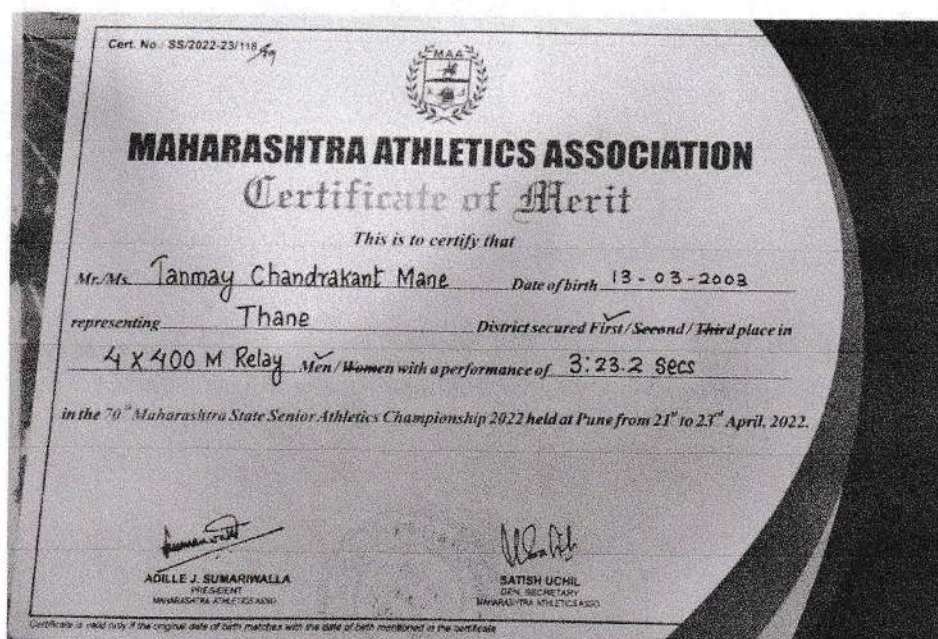 Cert. No.: SS/2022-23/118
MAA
MAHARASHTRA ATHLETICS ASSOCIATION
Certificate of Merit
This is to certify that
Mr./Ms. Tanmay Chandrakant Mane Date of birth 13-03-2003
representing Thane District secured First / Second / Third place in
4 X 400 M Relay Men / Women with a performance of 3:23.2 Secs
in the 70th Maharashtra State Senior Athletics Championship 2022 held at Pune from 21st to 23rd April, 2022.
ADILLE J. SUMARIWALLA
PRESIDENT
MAHARASHTRA ATHLETICS ASSO.
SATISH UCHIL
GEN. SECRETARY
MAHARASHTRA ATHLETICS ASSO.
Certificate is valid only if the original date of birth matches with the date of birth mentioned in the certificate